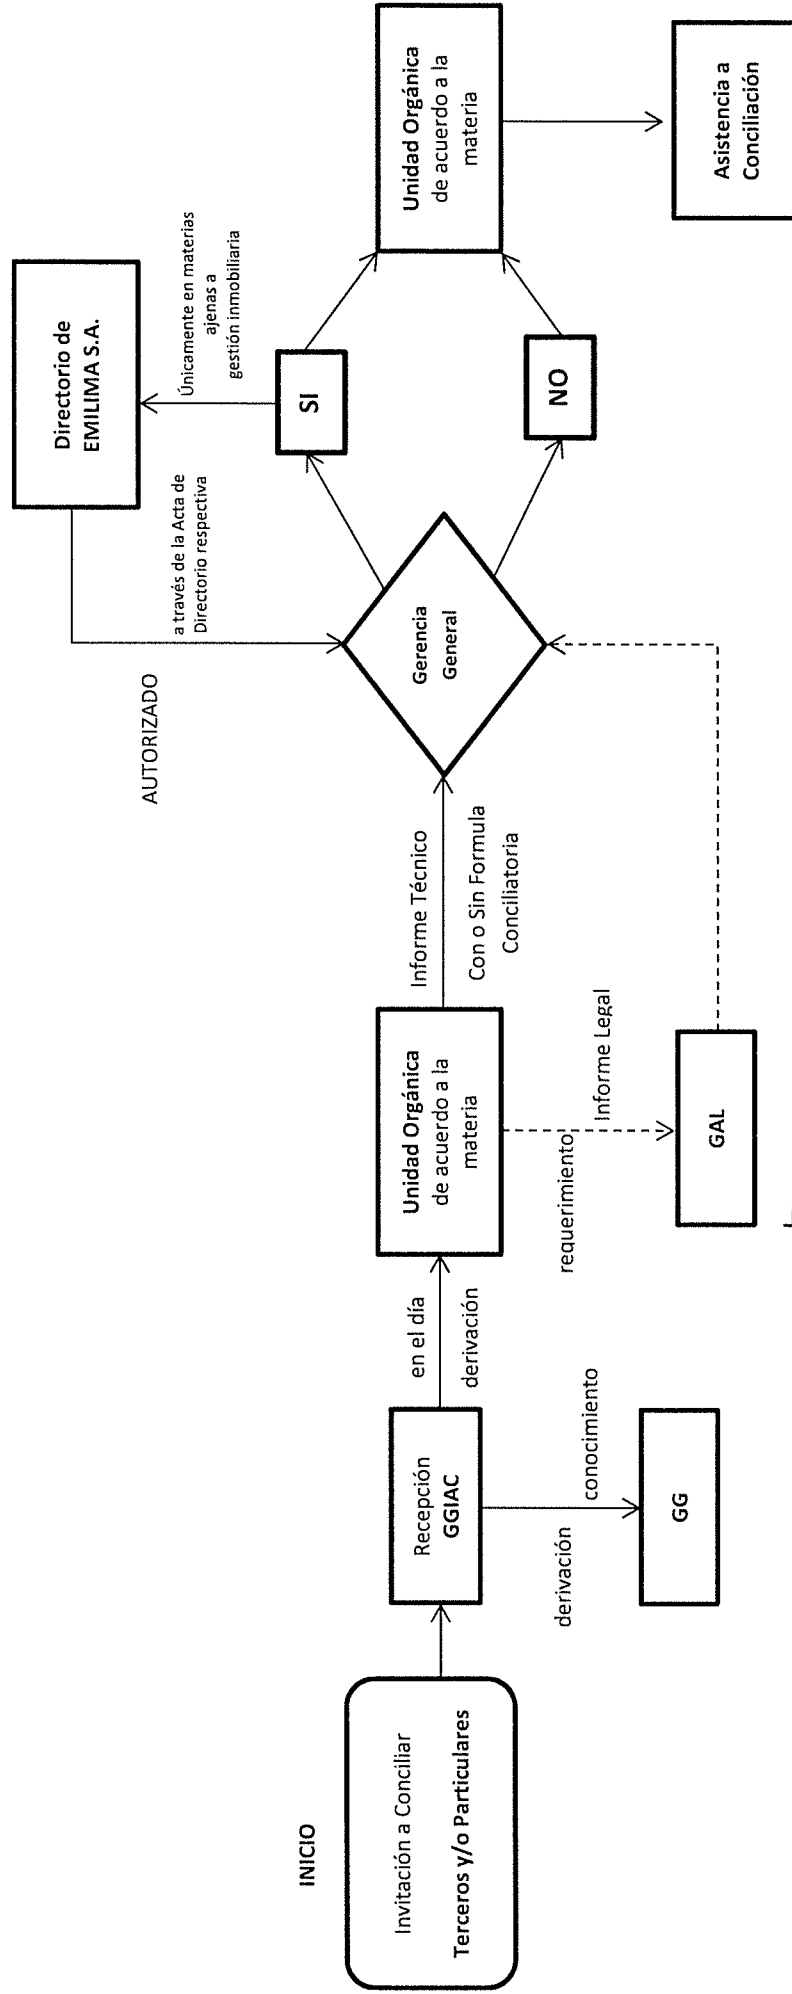 INICIO
Invitación a Conciliar
Terceros y/o Particulares
Recepción
GGIAC
derivación
conocimiento
GG
en el día
derivación
Unidad Orgánica
de acuerdo a la
materia
requerimiento
Informe Legal
GAL
Informe Técnico
Con o Sin Formula
Conciliatoria
Gerencia
General
AUTORIZADO
a través de la Acta de
Directorio respectiva
Directorio de
EMILIMA S.A.
Únicamente en materias
ajenas a
gestión inmobiliaria
SI
NO
Unidad Orgánica
de acuerdo a la
materia
Asistencia a
Conciliación